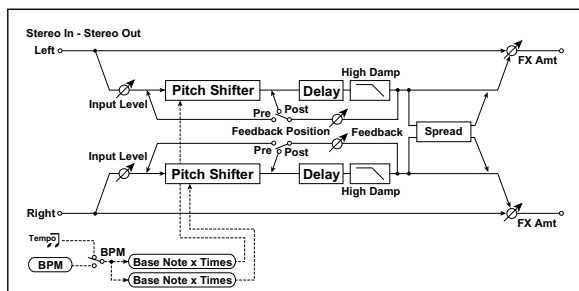 Stereo In - Stereo Out
Left
FX Amt
High Damp
Pitch Shifter
Delay
Input Level
Post
Pre
Feedback Position
Feedback
Spread
Input Level
Pre
Post
Pitch Shifter
Delay
High Damp
Right
FX Amt
Tempo
BPM
BPM
Base Note x Times
Base Note x Times